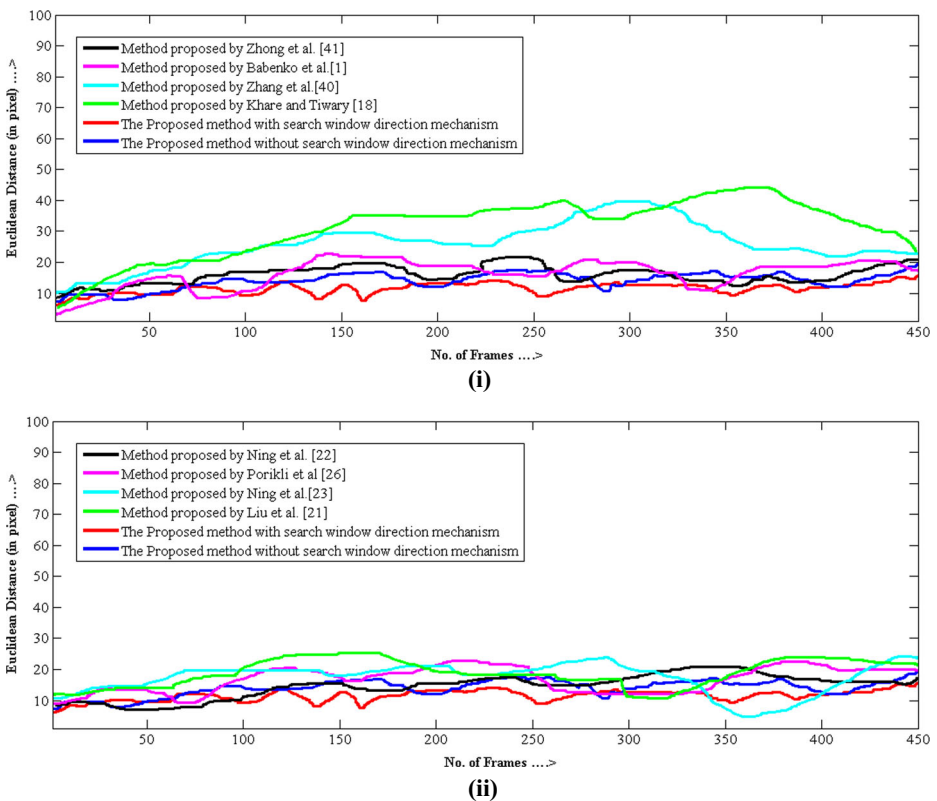 100
90
80
70
60
50
40
30
20
10
Euclidean Distance (in pixel) ....>
Method proposed by Zhong et al. [41]
Method proposed by Babenko et al.[1]
Method proposed by Zhang et al.[40]
Method proposed by Khare and Tiwary [18]
The Proposed method with search window direction mechanism
The Proposed method without search window direction mechanism
50 100 150 200 250 300 350 400 450
No. of Frames ....>
(i)
100
90
80
70
60
50
40
30
20
10
Euclidean Distance (in pixel) ....>
Method proposed by Ning et al. [22]
Method proposed by Porikli et al [26]
Method proposed by Ning et al.[23]
Method proposed by Liu et al. [21]
The Proposed method with search window direction mechanism
The Proposed method without search window direction mechanism
50 100 150 200 250 300 350 400 450
No. of Frames ....>
(ii)